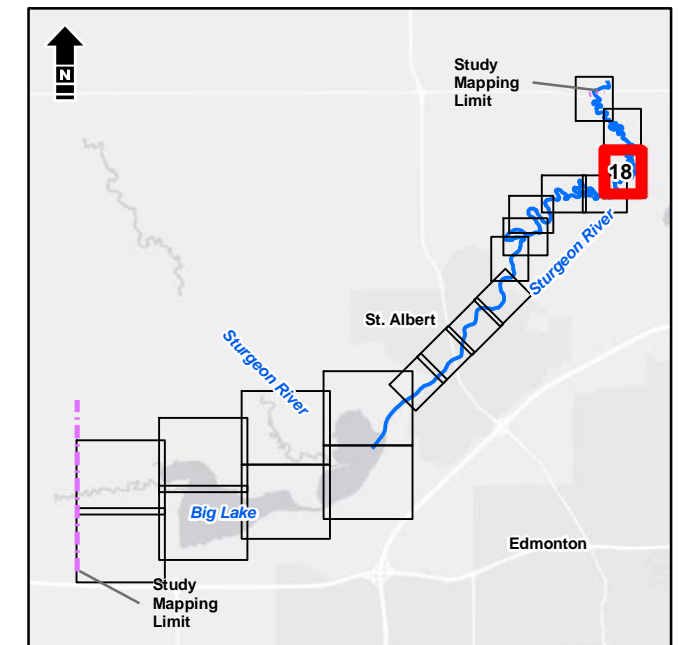 N
Study
Mapping
Limit
18
Sturgeon River
St. Albert
Sturgeon River
Big Lake
Edmonton
Study
Mapping
Limit